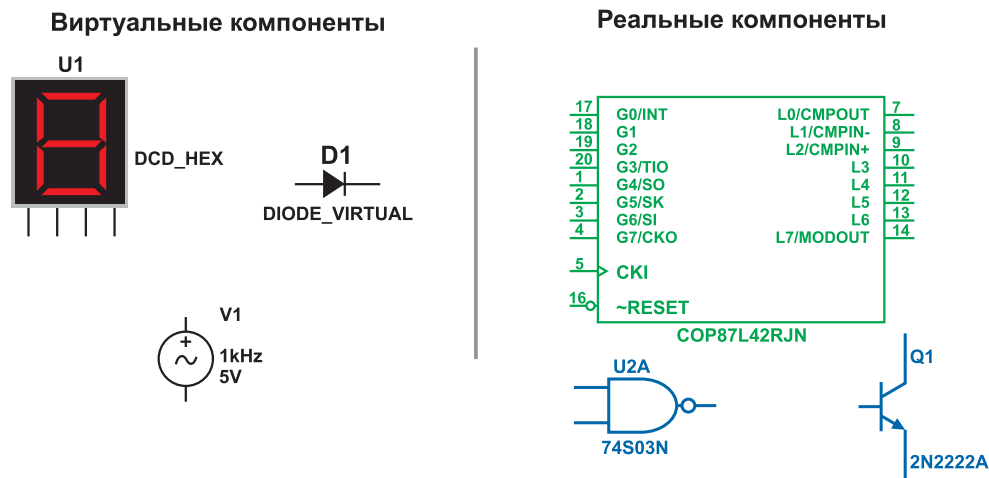 Виртуальные компоненты
U1
DCD_HEX
D1
DIODE_VIRTUAL
V1
1kHz
5V
Реальные компоненты
17 G0/INT L0/CMPOUT 7
18 G1 L1/CMPIN- 8
19 G2 L2/CMPIN+ 9
20 G3/TIO L3 10
1 G4/SO L4 11
2 G5/SK L5 12
3 G6/SI L6 13
4 G7/CKO L7/MODOUT 14
5 CKI
16 ~RESET
COP87L42RJN
U2A
74S03N
Q1
2N2222A